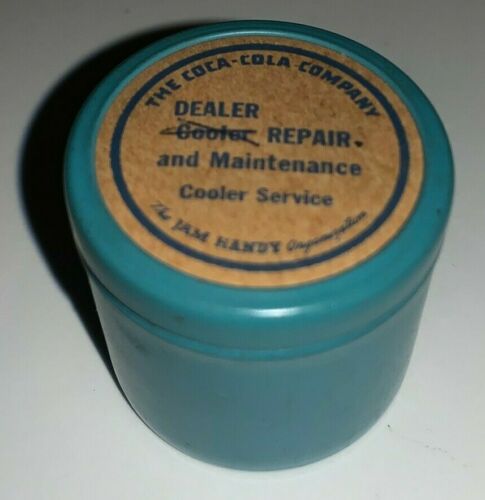 THE COCA-COLA COMPANY
DEALER
Cooler REPAIR.
and Maintenance
Cooler Service
The JAM HANDY Organization